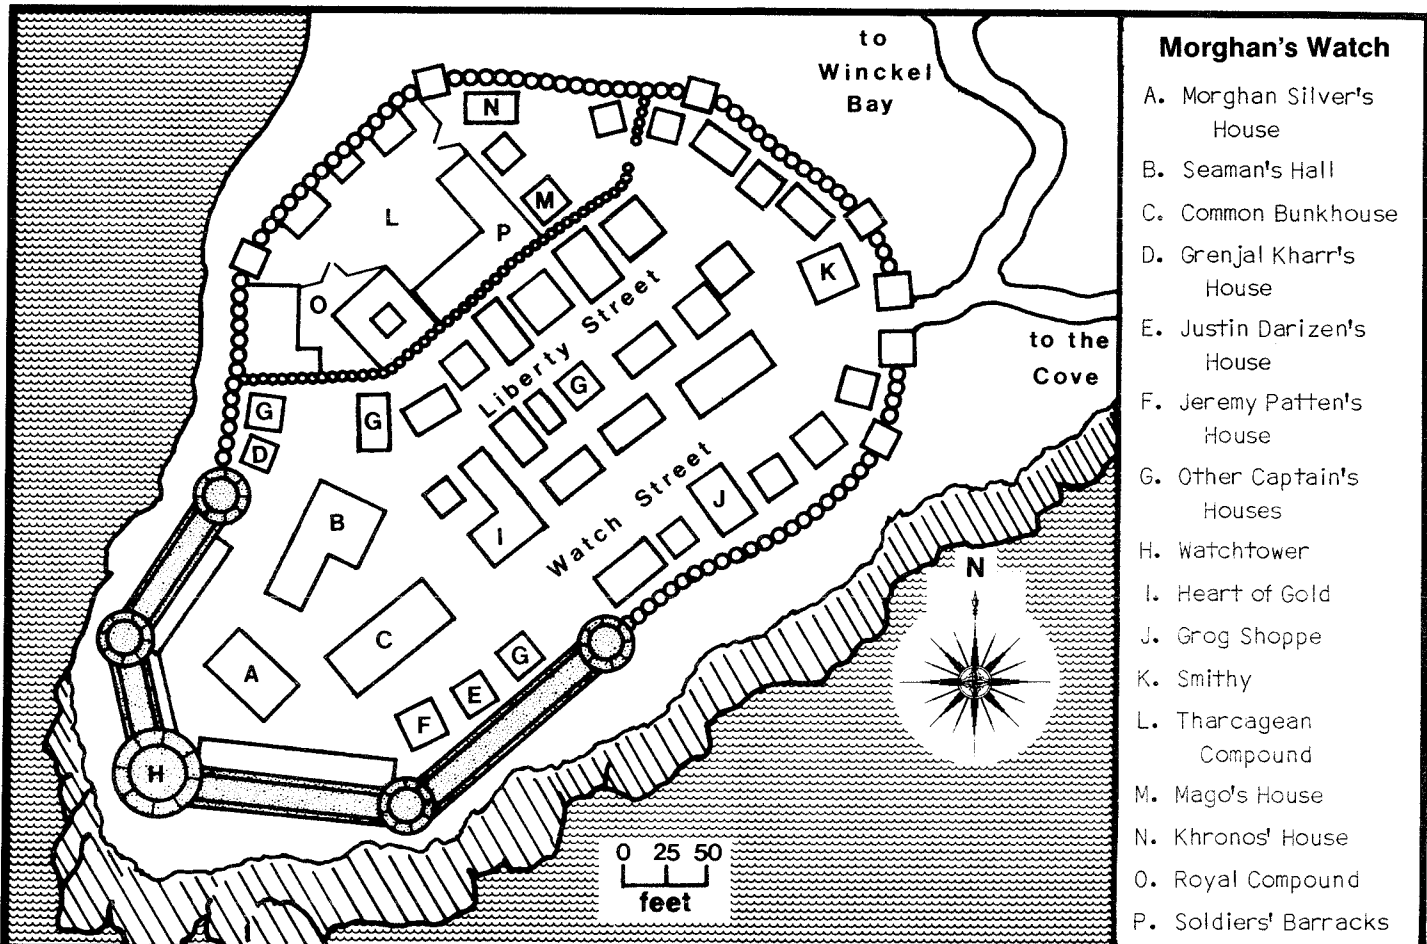 to
Winckel
Bay
N
M
L
P
K
O
to the
Cove
Liberty Street
G
G
G
D
B
J
I
Watch Street
C
G
A
E
F
H
N
0 25 50
feet
Morghan's Watch
A. Morghan Silver's
House
B. Seaman's Hall
C. Common Bunkhouse
D. Grenjal Kharr's
House
E. Justin Darizen's
House
F. Jeremy Patten's
House
G. Other Captain's
Houses
H. Watchtower
I. Heart of Gold
J. Grog Shoppe
K. Smithy
L. Tharcagean
Compound
M. Mago's House
N. Khronos' House
O. Royal Compound
P. Soldiers' Barracks